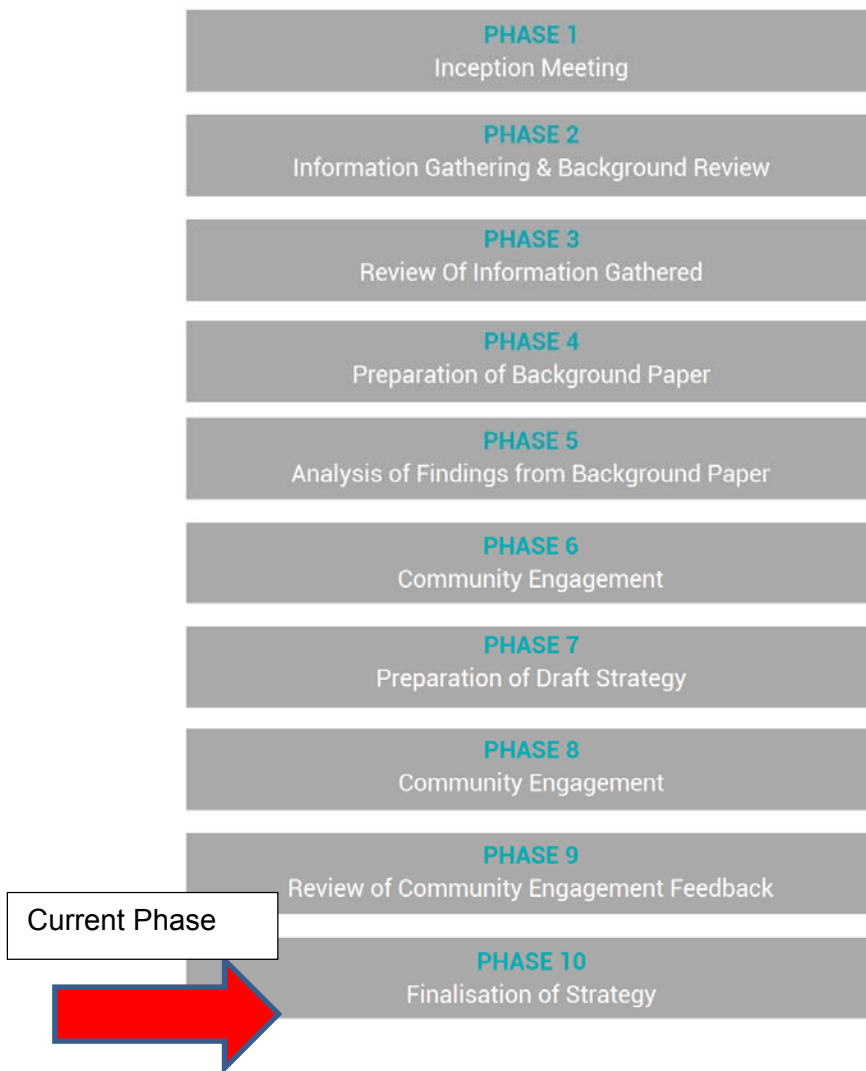 PHASE 1
Inception Meeting
PHASE 2
Information Gathering & Background Review
PHASE 3
Review Of Information Gathered
PHASE 4
Preparation of Background Paper
PHASE 5
Analysis of Findings from Background Paper
PHASE 6
Community Engagement
PHASE 7
Preparation of Draft Strategy
PHASE 8
Community Engagement
PHASE 9
Review of Community Engagement Feedback
Current Phase
PHASE 10
Finalisation of Strategy